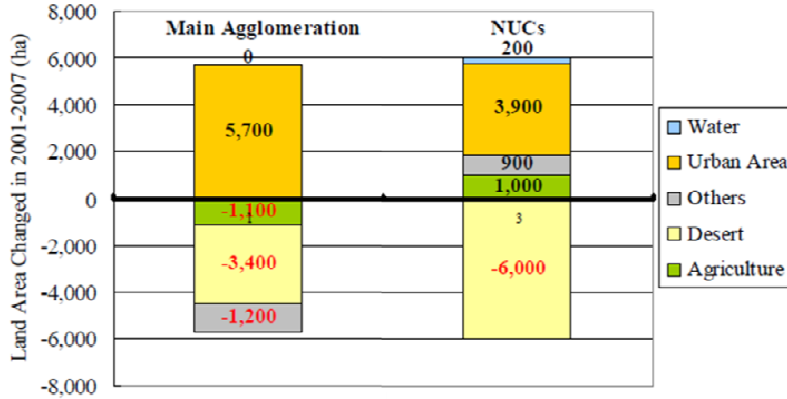 Land Area Changed in 2001-2007 (ha)
8,000
6,000
4,000
2,000
0
-2,000
-4,000
-6,000
-8,000
Main Agglomeration
0
5,700
-1,100
1
-3,400
-1,200
NUCs
200
3,900
900
1,000
3
-6,000
Water
Urban Area
Others
Desert
Agriculture